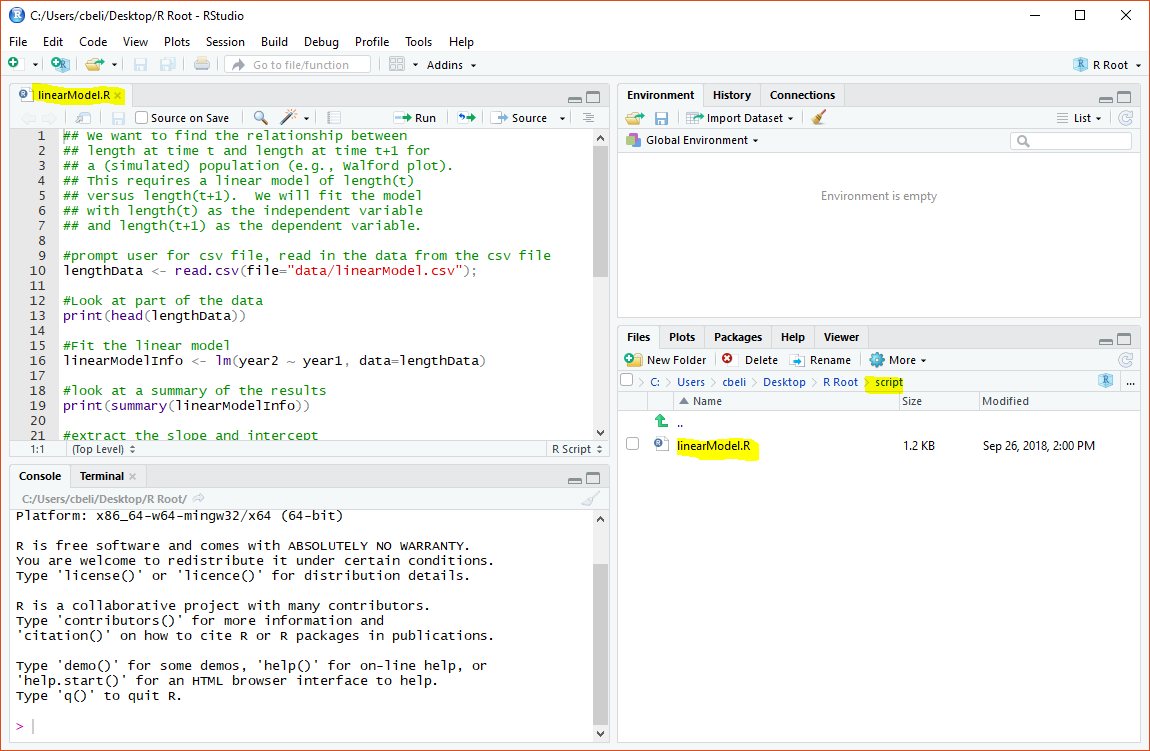 C:/Users/cbeli/Desktop/R Root - RStudio
File Edit Code View Plots Session Build Debug Profile Tools Help
Go to file/function Addins R Root
linearModel.R
Source on Save Run Source
1 ## We want to find the relationship between
2 ## length at time t and length at time t+1 for
3 ## a (simulated) population (e.g., Walford plot).
4 ## This requires a linear model of length(t)
5 ## versus length(t+1).  We will fit the model
6 ## with length(t) as the independent variable
7 ## and length(t+1) as the dependent variable.
8
9 #prompt user for csv file, read in the data from the csv file
10 lengthData <- read.csv(file="data/linearModel.csv");
11
12 #Look at part of the data
13 print(head(lengthData))
14
15 #Fit the linear model
16 linearModelInfo <- lm(year2 ~ year1, data=lengthData)
17
18 #look at a summary of the results
19 print(summary(linearModelInfo))
20
21 #extract the slope and intercept
1:1 (Top Level) R Script
Console Terminal
C:/Users/cbeli/Desktop/R Root/
Platform: x86_64-w64-mingw32/x64 (64-bit)
R is free software and comes with ABSOLUTELY NO WARRANTY.
You are welcome to redistribute it under certain conditions.
Type 'license()' or 'licence()' for distribution details.
R is a collaborative project with many contributors.
Type 'contributors()' for more information and
'citation()' on how to cite R or R packages in publications.
Type 'demo()' for some demos, 'help()' for on-line help, or
'help.start()' for an HTML browser interface to help.
Type 'q()' to quit R.
>
Environment History Connections
Import Dataset List
Global Environment
Environment is empty
Files Plots Packages Help Viewer
New Folder Delete Rename More
C: Users cbeli Desktop R Root script ...
Name Size Modified
..
linearModel.R 1.2 KB Sep 26, 2018, 2:00 PM